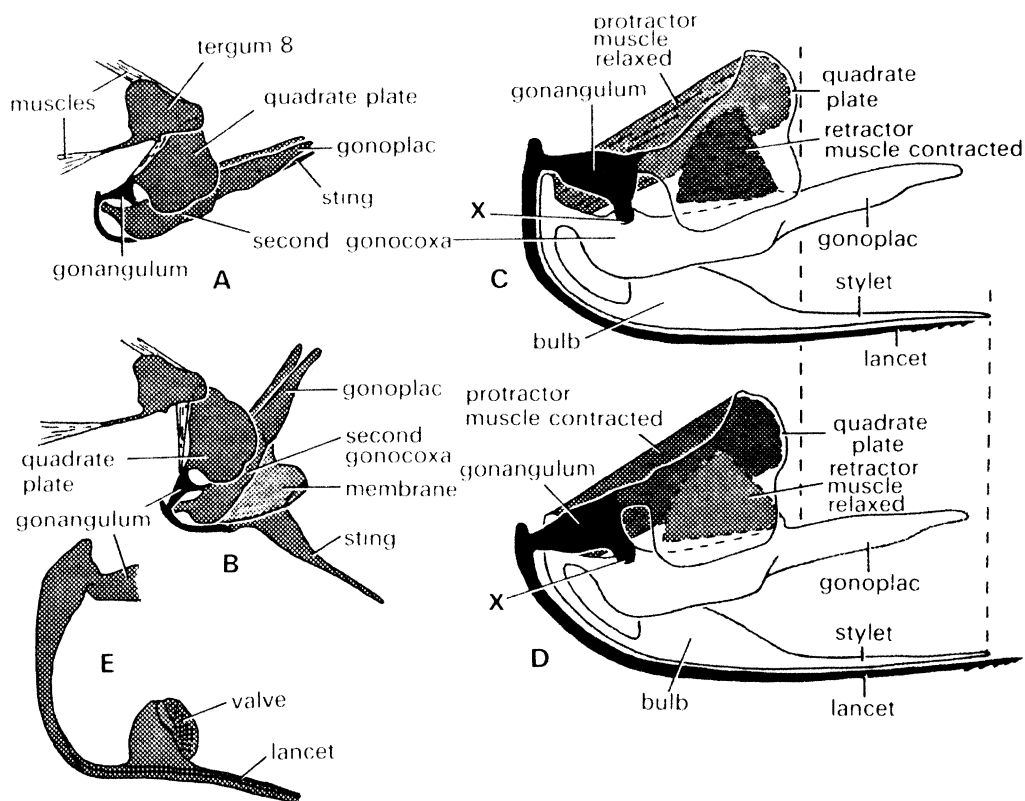 tergum 8
muscles
quadrate plate
gonoplac
sting
second gonocoxa
gonangulum
A
protractor
muscle
relaxed
gonangulum
quadrate
plate
retractor
muscle contracted
X
gonoplac
C
stylet
bulb
lancet
gonoplac
second
gonocoxa
quadrate
plate
membrane
gonangulum
sting
B
protractor
muscle contracted
quadrate
plate
gonangulum
retractor
muscle
relaxed
gonoplac
X
stylet
D
bulb
lancet
E
valve
lancet